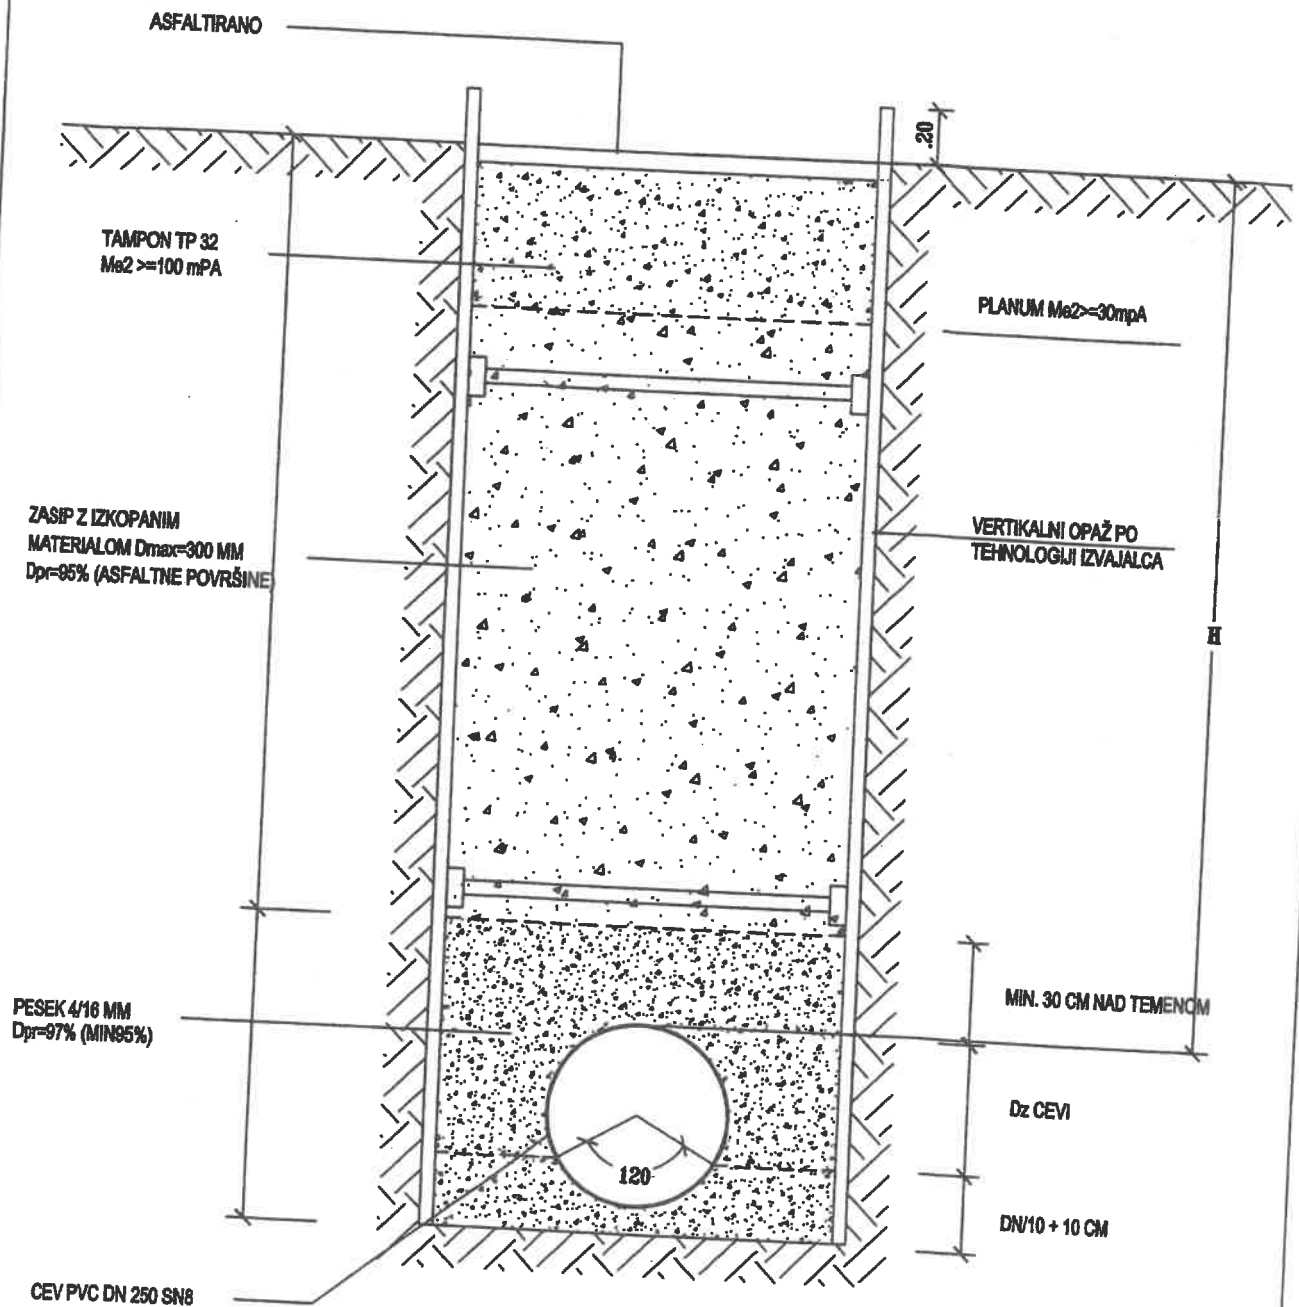 ASFALTIRANO
.20
TAMPON TP 32
Me2 >=100 mPA
PLANUM Me2>=30mpA
ZASIP Z IZKOPANIM
MATERIALOM Dmax=300 MM
Dpr=95% (ASFALTNE POVRŠINE)
VERTIKALNI OPAŽ PO
TEHNOLOGIJI IZVAJALCA
H
PESEK 4/16 MM
Dpr=97% (MIN95%)
MIN. 30 CM NAD TEMENOM
Dz CEVI
120
DN/10 + 10 CM
CEV PVC DN 250 SN8